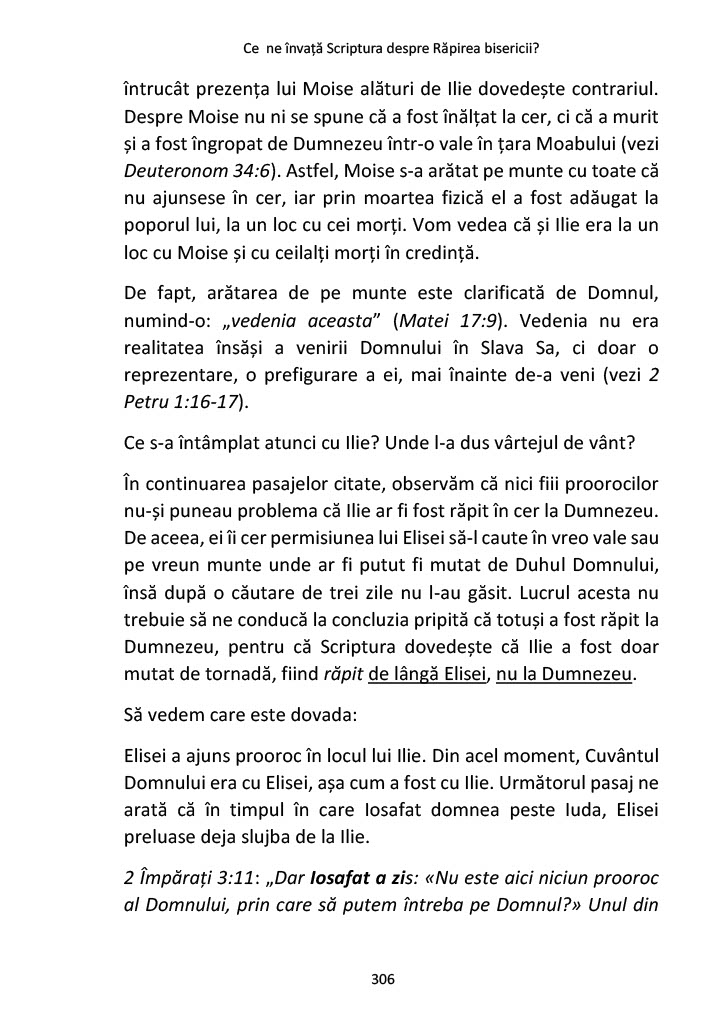 Ce  ne învață Scriptura despre Răpirea bisericii?
întrucât prezența lui Moise alături de Ilie dovedește contrariul.
Despre Moise nu ni se spune că a fost înălțat la cer, ci că a murit
și a fost îngropat de Dumnezeu într-o vale în țara Moabului (vezi
Deuteronom 34:6). Astfel, Moise s-a arătat pe munte cu toate că
nu ajunsese în cer, iar prin moartea fizică el a fost adăugat la
poporul lui, la un loc cu cei morți. Vom vedea că și Ilie era la un
loc cu Moise și cu ceilalți morți în credință.
De fapt, arătarea de pe munte este clarificată de Domnul,
numind-o: „vedenia aceasta” (Matei 17:9). Vedenia nu era
realitatea însăși a venirii Domnului în Slava Sa, ci doar o
reprezentare, o prefigurare a ei, mai înainte de-a veni (vezi 2
Petru 1:16-17).
Ce s-a întâmplat atunci cu Ilie? Unde l-a dus vârtejul de vânt?
În continuarea pasajelor citate, observăm că nici fiii proorocilor
nu-și puneau problema că Ilie ar fi fost răpit în cer la Dumnezeu.
De aceea, ei îi cer permisiunea lui Elisei să-l caute în vreo vale sau
pe vreun munte unde ar fi putut fi mutat de Duhul Domnului,
însă după o căutare de trei zile nu l-au găsit. Lucrul acesta nu
trebuie să ne conducă la concluzia pripită că totuși a fost răpit la
Dumnezeu, pentru că Scriptura dovedește că Ilie a fost doar
mutat de tornadă, fiind răpit de lângă Elisei, nu la Dumnezeu.
Să vedem care este dovada:
Elisei a ajuns prooroc în locul lui Ilie. Din acel moment, Cuvântul
Domnului era cu Elisei, așa cum a fost cu Ilie. Următorul pasaj ne
arată că în timpul în care Iosafat domnea peste Iuda, Elisei
preluase deja slujba de la Ilie.
2 Împărați 3:11: „Dar Iosafat a zis: «Nu este aici niciun prooroc
al Domnului, prin care să putem întreba pe Domnul?» Unul din
306